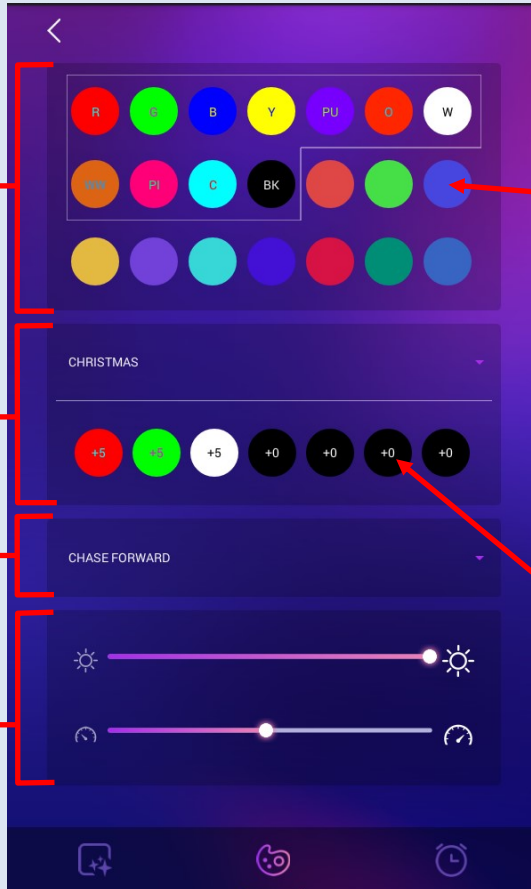 R G B Y PU O W
WW PI C BK
CHRISTMAS
+5 +5 +5 +0 +0 +0 +0
CHASE FORWARD